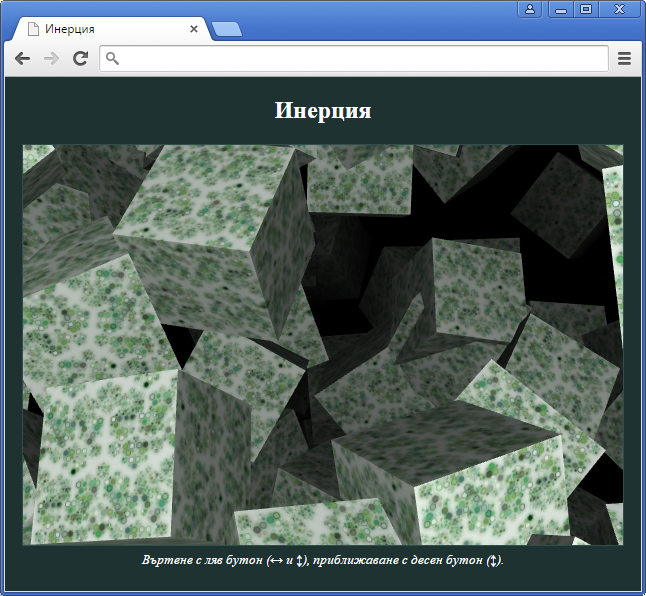 Инерция
Инерция
Въртене с ляв бутон (↔ и ↕), приближаване с десен бутон (↕).